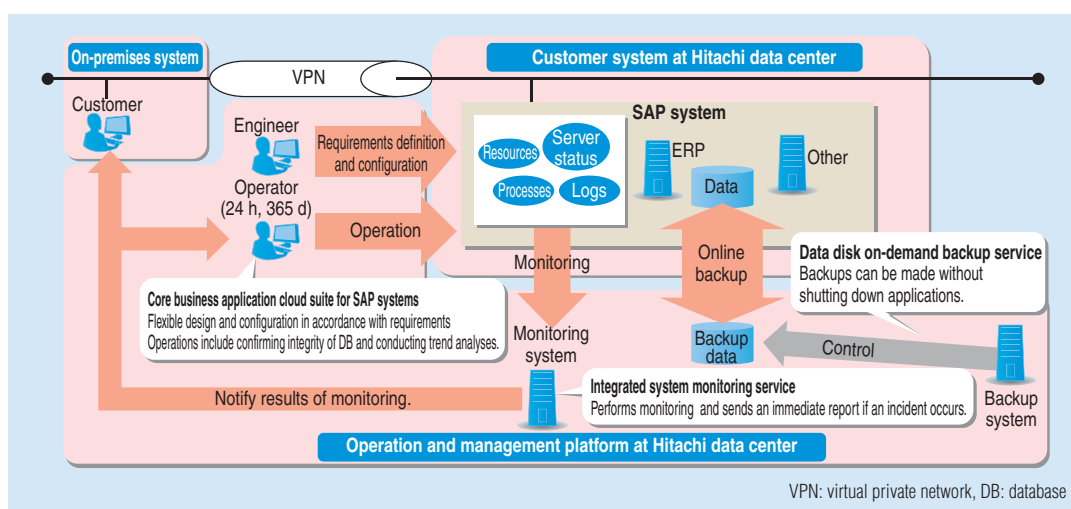 On-premises system
Customer system at Hitachi data center
VPN
Customer
SAP system
Engineer
Requirements definition
and configuration
Resources
Server
status
Processes
Logs
ERP
Data
Other
Operator
(24 h, 365 d)
Operation
Monitoring
Online
backup
Data disk on-demand backup service
Backups can be made without
shutting down applications.
Core business application cloud suite for SAP systems
Flexible design and configuration in accordance with requirements
Operations include confirming integrity of DB and conducting trend analyses.
Monitoring
system
Backup
data
Control
Notify results of monitoring.
Integrated system monitoring service
Performs monitoring and sends an immediate report if an incident occurs.
Backup
system
Operation and management platform at Hitachi data center
VPN: virtual private network, DB: database